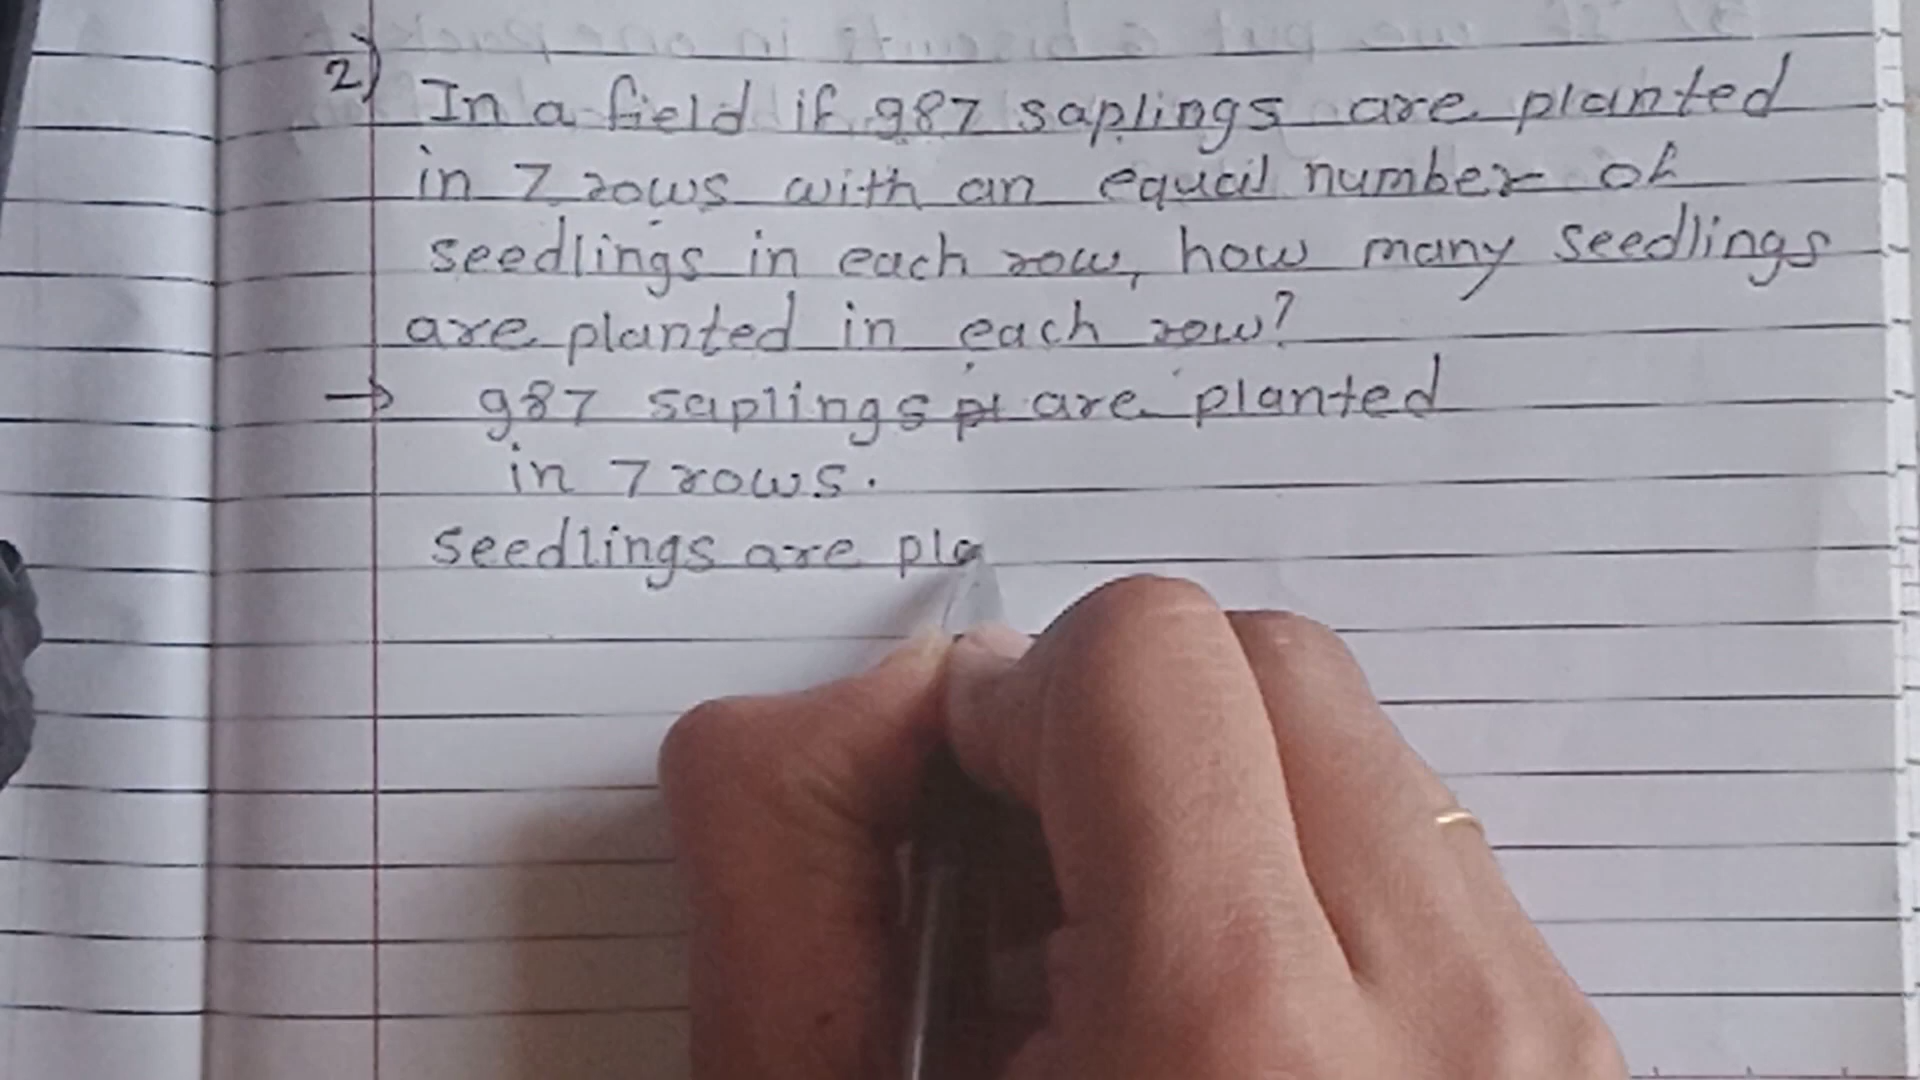 2) In a field if 987 saplings are planted
in 7 rows with an equal number of
seedlings in each row, how many seedlings
are planted in each row?
→ 987 saplings are planted
in 7 rows.
seedlings are pla